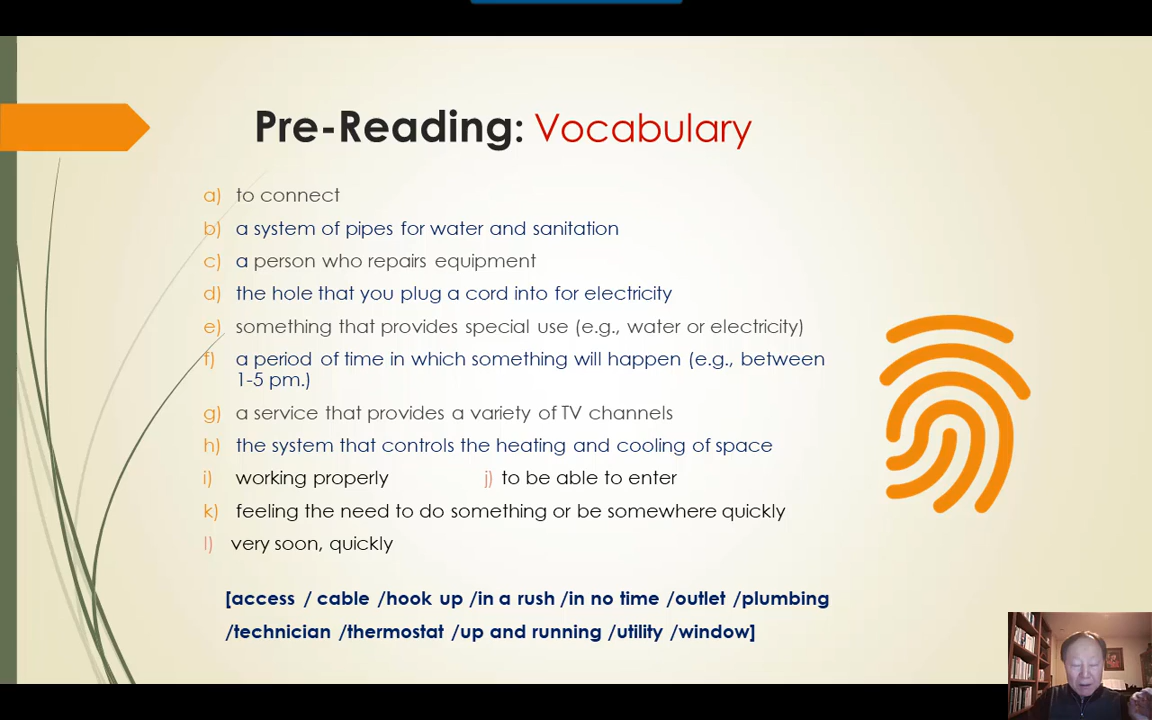 Pre-Reading: Vocabulary
a) to connect
b) a system of pipes for water and sanitation
c) a person who repairs equipment
d) the hole that you plug a cord into for electricity
e) something that provides special use (e.g., water or electricity)
f) a period of time in which something will happen (e.g., between
1-5 pm.)
g) a service that provides a variety of TV channels
h) the system that controls the heating and cooling of space
i) working properly j) to be able to enter
k) feeling the need to do something or be somewhere quickly
l) very soon, quickly
[access / cable /hook up /in a rush /in no time /outlet /plumbing
/technician /thermostat /up and running /utility /window]